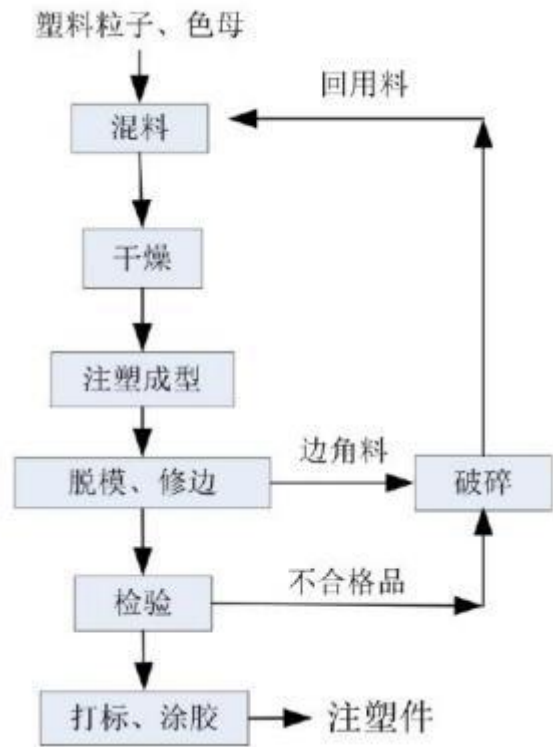 塑料粒子、色母
回用料
混料
干燥
注塑成型
边角料
脱模、修边
破碎
不合格品
检验
打标、涂胶
注塑件